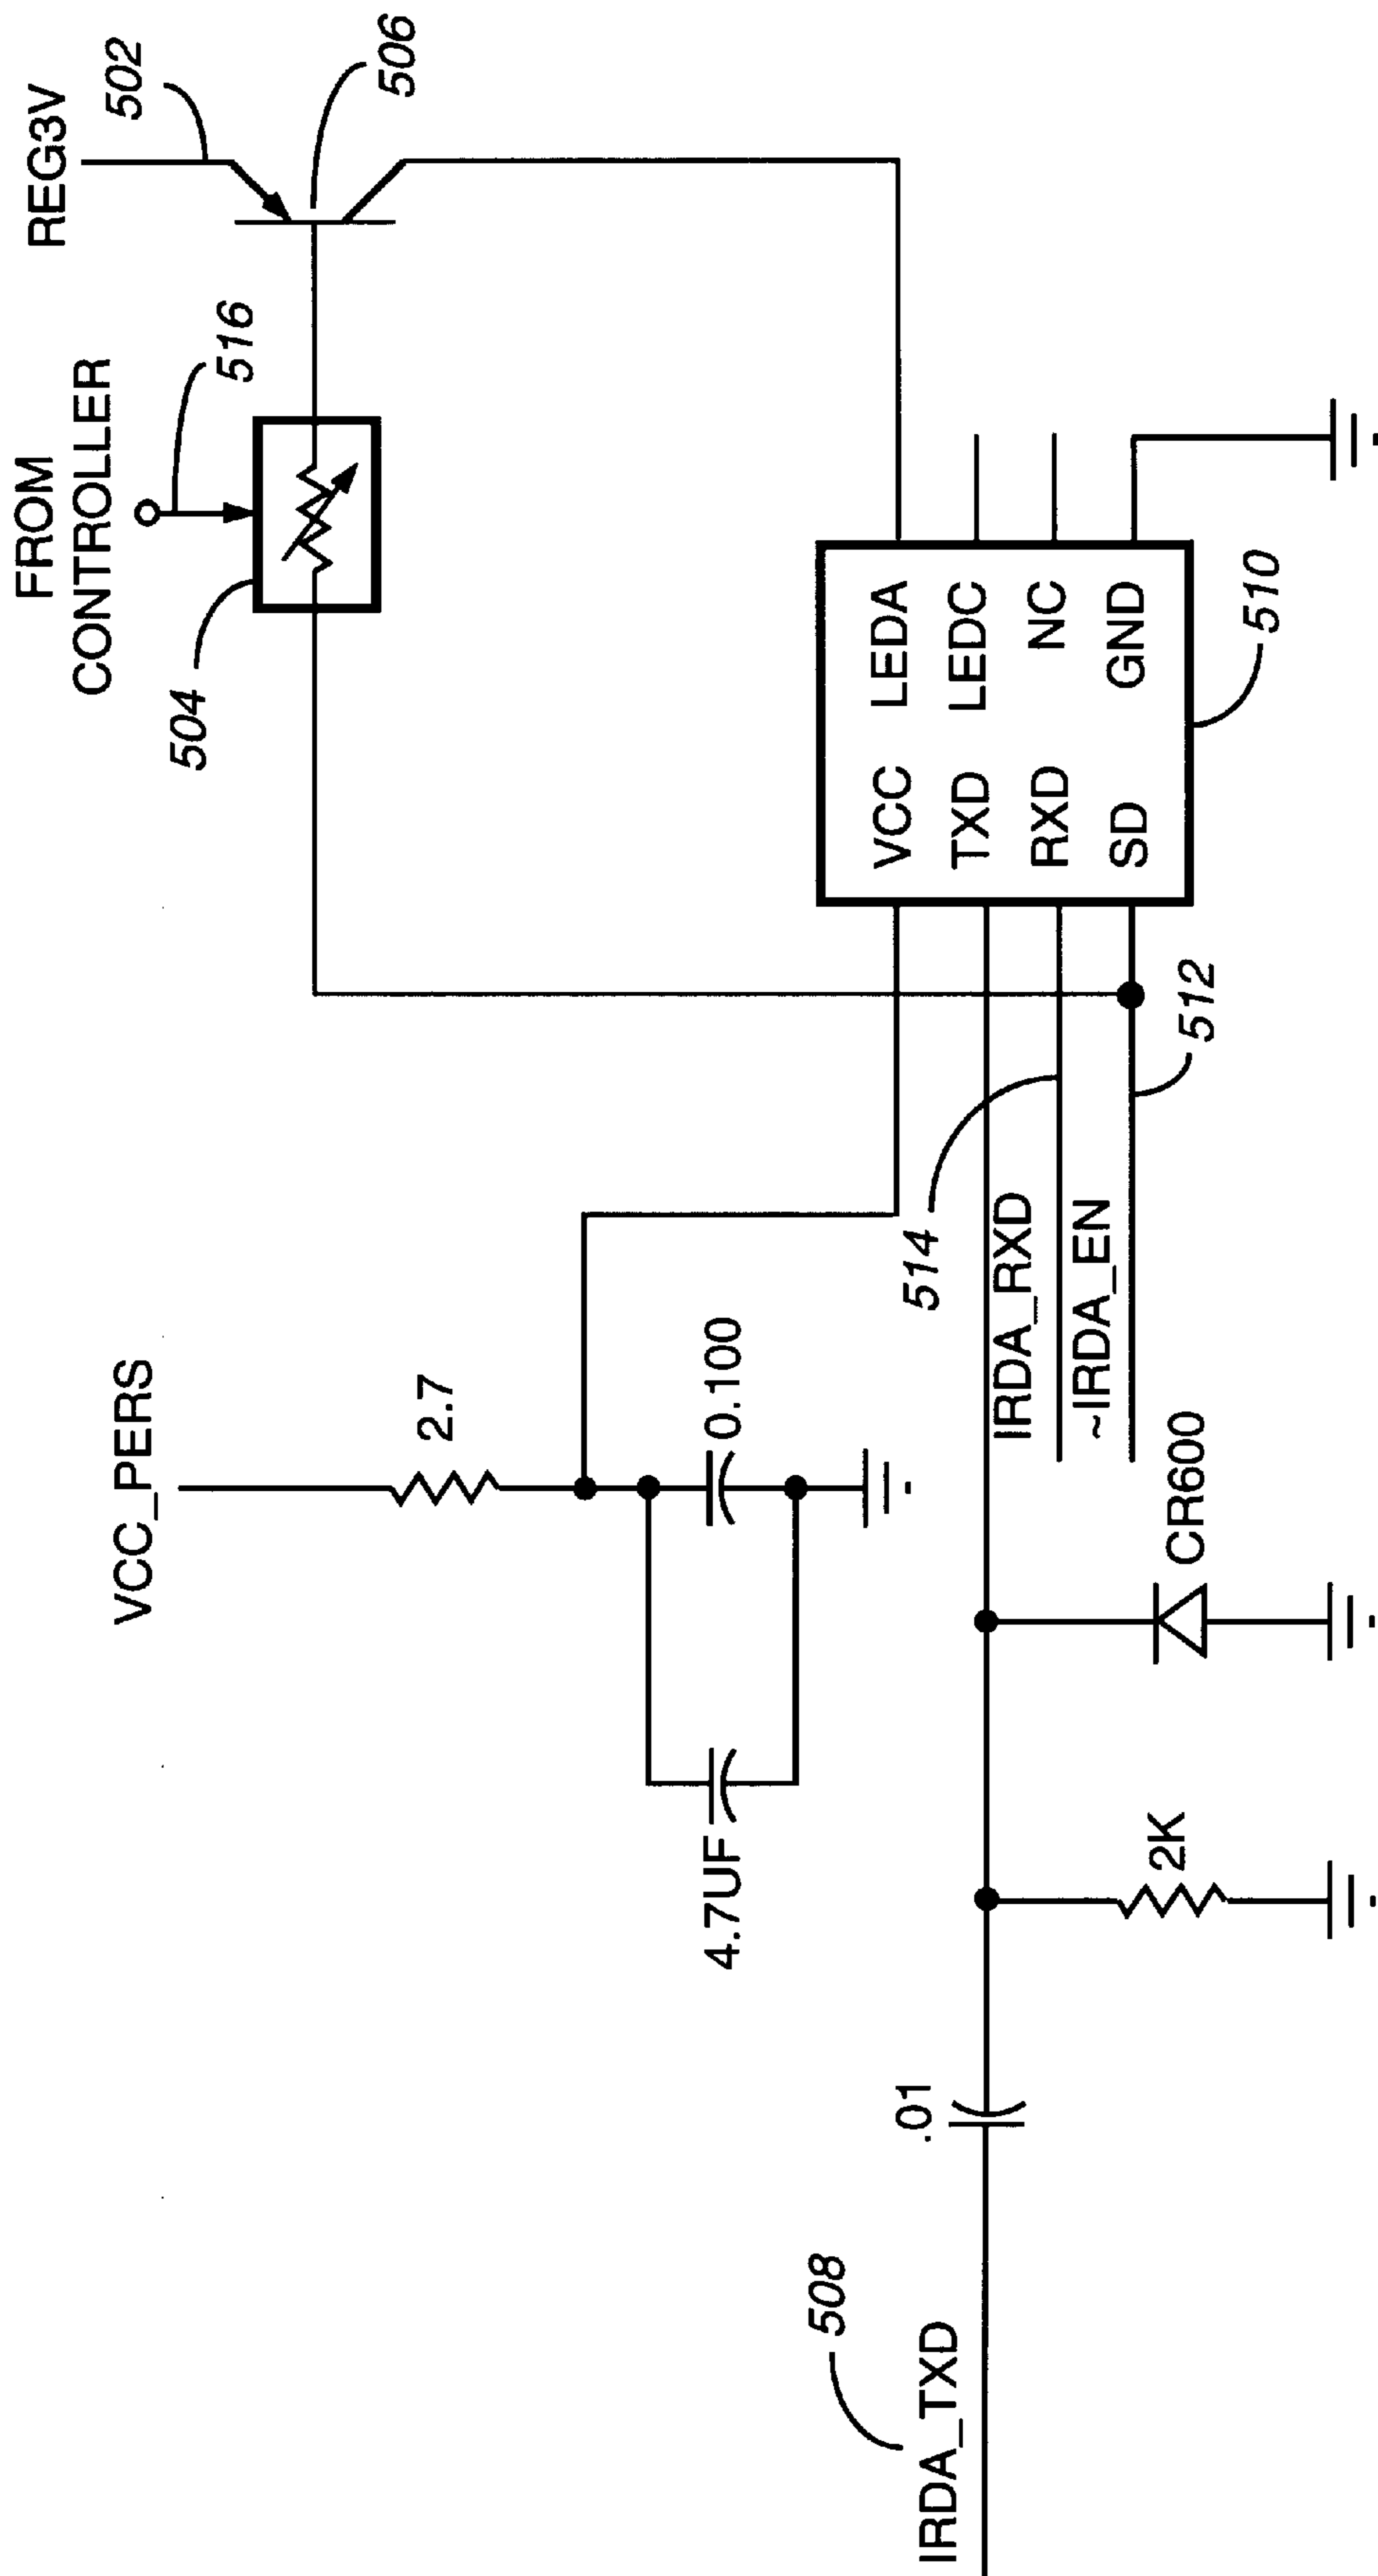 REG3V
502
506
FROM
CONTROLLER
516
504
VCC_PERS
2.7
4.7UF
0.100
VCC LEDA
TXD LEDC
RXD NC
SD GND
510
514
IRDA_RXD
~IRDA_EN
512
508
IRDA_TXD
.01
2K
CR600